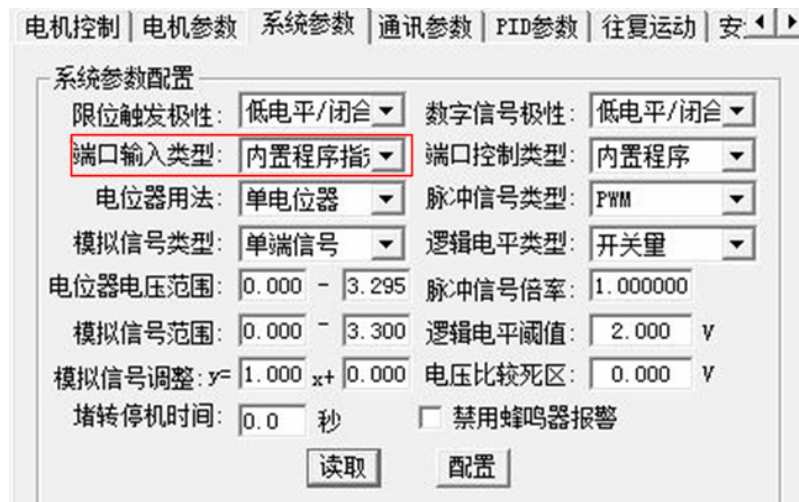 电机控制 电机参数 系统参数 通讯参数 PID参数 往复运动 安
系统参数配置
限位触发极性: 低电平/闭合 数字信号极性: 低电平/闭合
端口输入类型: 内置程序指 端口控制类型: 内置程序
电位器用法: 单电位器 脉冲信号类型: PWM
模拟信号类型: 单端信号 逻辑电平类型: 开关量
电位器电压范围: 0.000 - 3.295 脉冲信号倍率: 1.000000
模拟信号范围: 0.000 - 3.300 逻辑电平阈值: 2.000 V
模拟信号调整: y= 1.000 x+ 0.000 电压比较死区: 0.000 V
堵转停机时间: 0.0 秒 禁用蜂鸣器报警
读取 配置